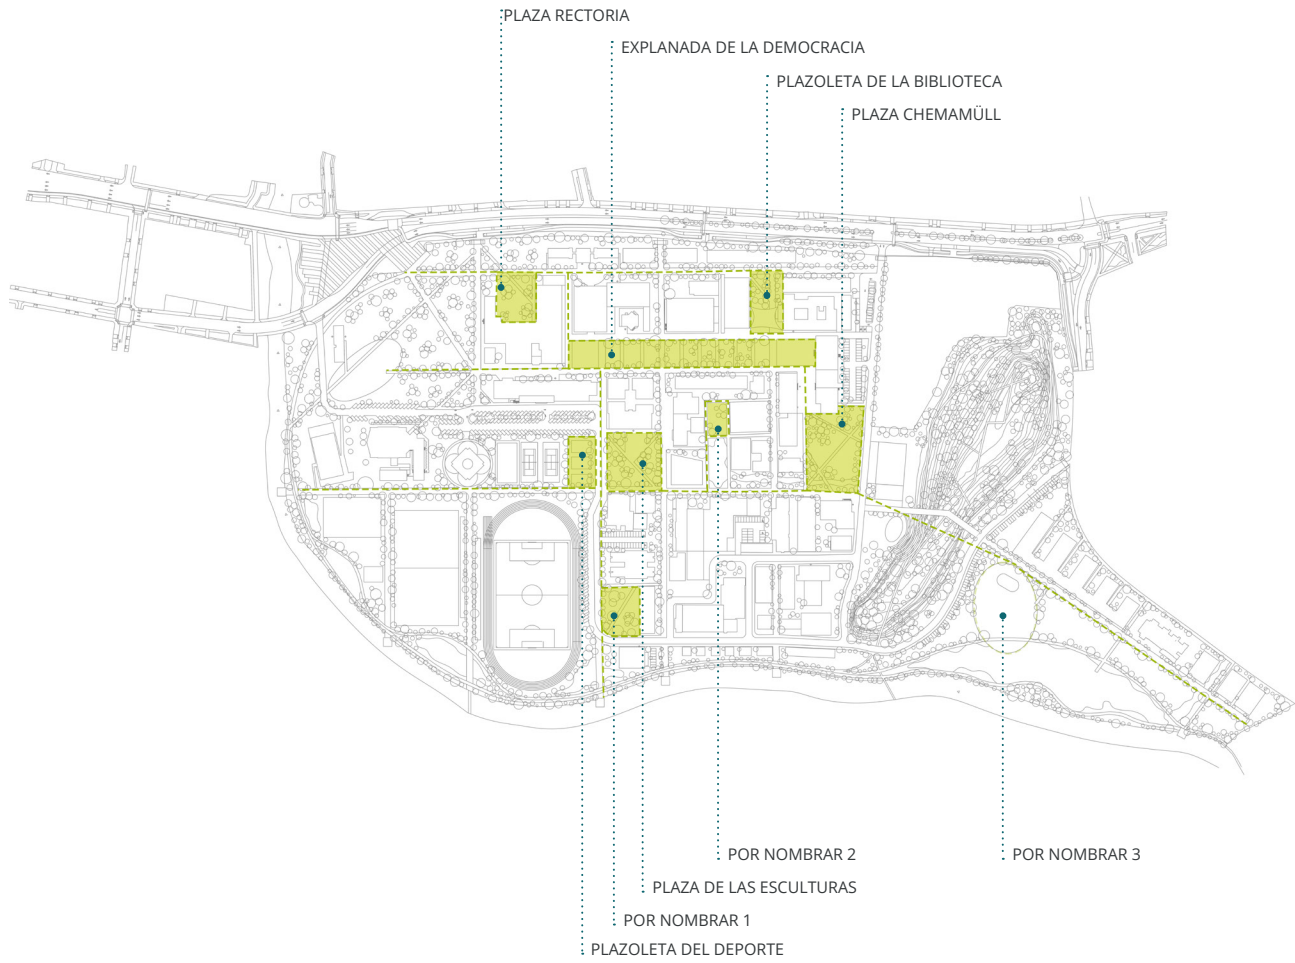 PLAZA RECTORIA
EXPLANADA DE LA DEMOCRACIA
PLAZOLETA DE LA BIBLIOTECA
PLAZA CHEMAMÜLL
POR NOMBRAR 2
POR NOMBRAR 3
PLAZA DE LAS ESCULTURAS
POR NOMBRAR 1
PLAZOLETA DEL DEPORTE